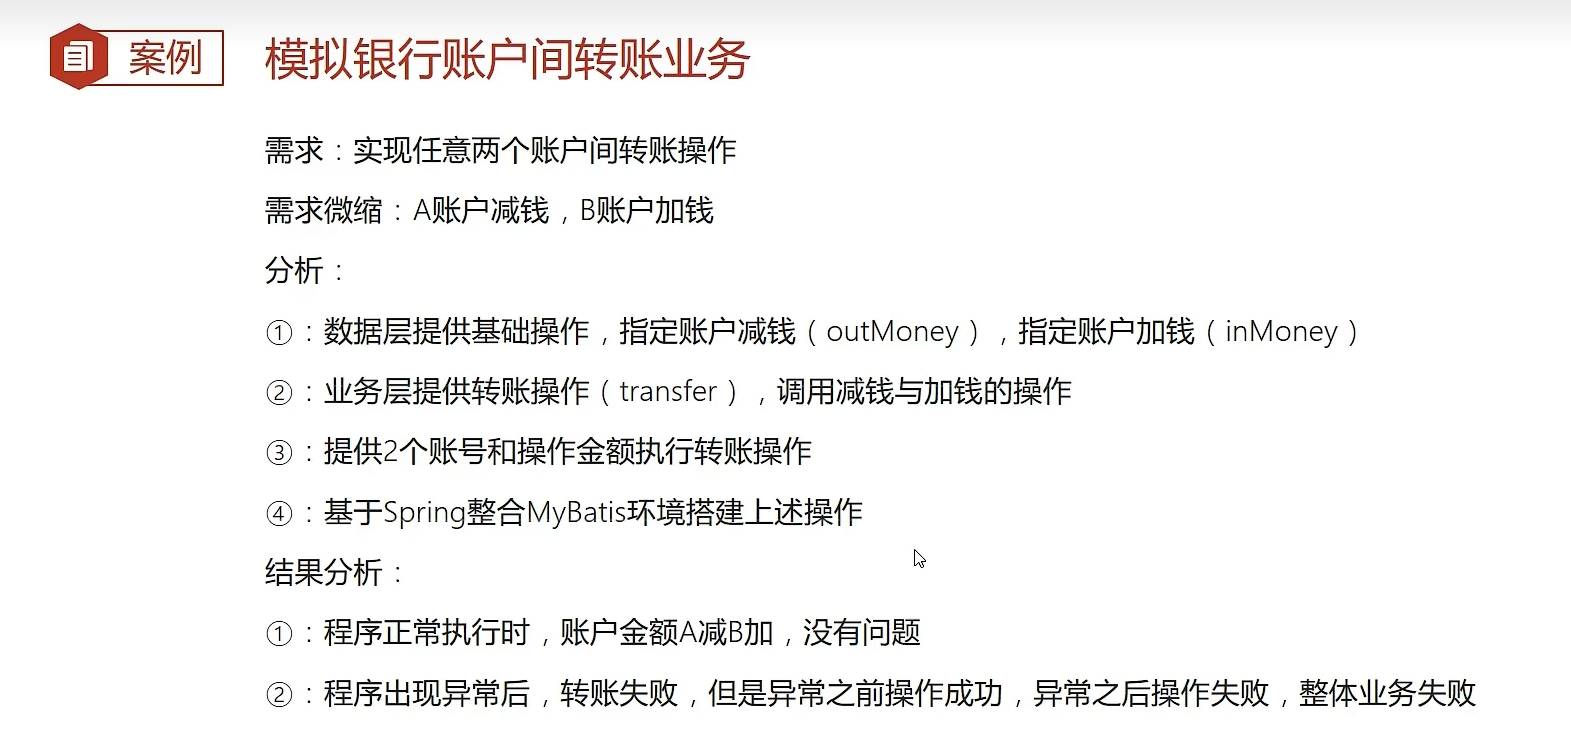 案例
模拟银行账户间转账业务
需求：实现任意两个账户间转账操作
需求微缩：A账户减钱，B账户加钱
分析：
①：数据层提供基础操作，指定账户减钱（outMoney），指定账户加钱（inMoney）
②：业务层提供转账操作（transfer），调用减钱与加钱的操作
③：提供2个账号和操作金额执行转账操作
④：基于Spring整合MyBatis环境搭建上述操作
结果分析：
①：程序正常执行时，账户金额A减B加，没有问题
②：程序出现异常后，转账失败，但是异常之前操作成功，异常之后操作失败，整体业务失败